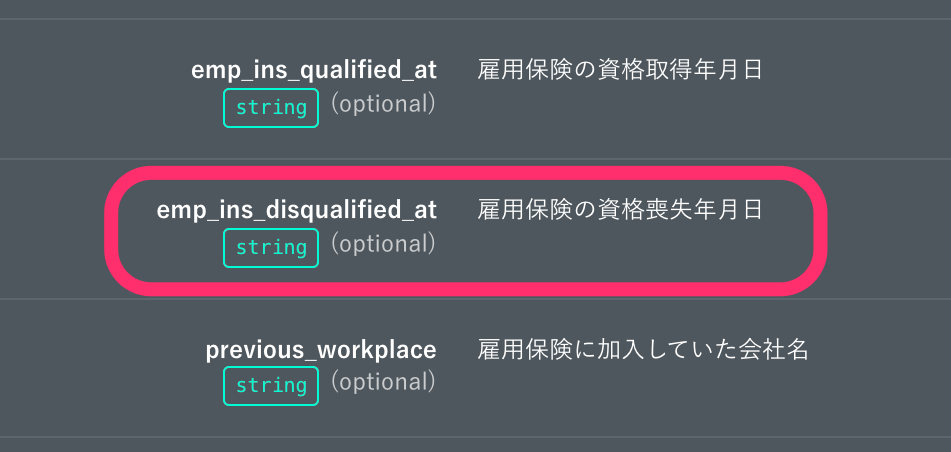 emp_ins_qualified_at 雇用保険の資格取得年月日
string (optional)
emp_ins_disqualified_at 雇用保険の資格喪失年月日
string (optional)
previous_workplace 雇用保険に加入していた会社名
string (optional)